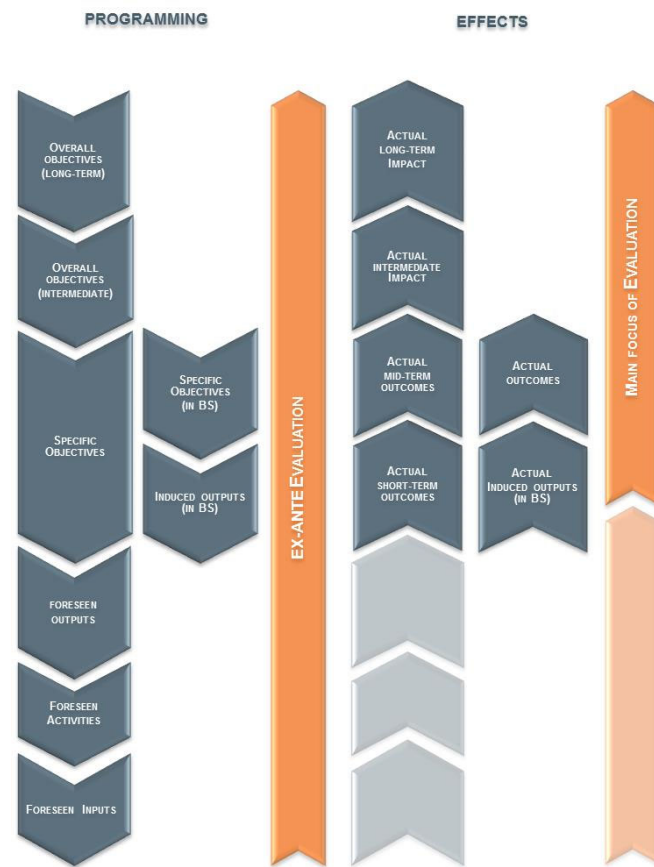 PROGRAMMING
EFFECTS
OVERALL
OBJECTIVES
(LONG-TERM)
OVERALL
OBJECTIVES
(INTERMEDIATE)
SPECIFIC
OBJECTIVES
FORESEEN
OUTPUTS
FORESEEN
ACTIVITIES
FORESEEN INPUTS
SPECIFIC
OBJECTIVES
(IN BS)
INDUCED OUTPUTS
(IN BS)
EX-ANTE EVALUATION
ACTUAL
LONG-TERM
IMPACT
ACTUAL
INTERMEDIATE
IMPACT
ACTUAL
MID-TERM
OUTCOMES
ACTUAL
SHORT-TERM
OUTCOMES
ACTUAL
OUTCOMES
ACTUAL
INDUCED OUTPUTS
(IN BS)
MAIN FOCUS OF EVALUATION